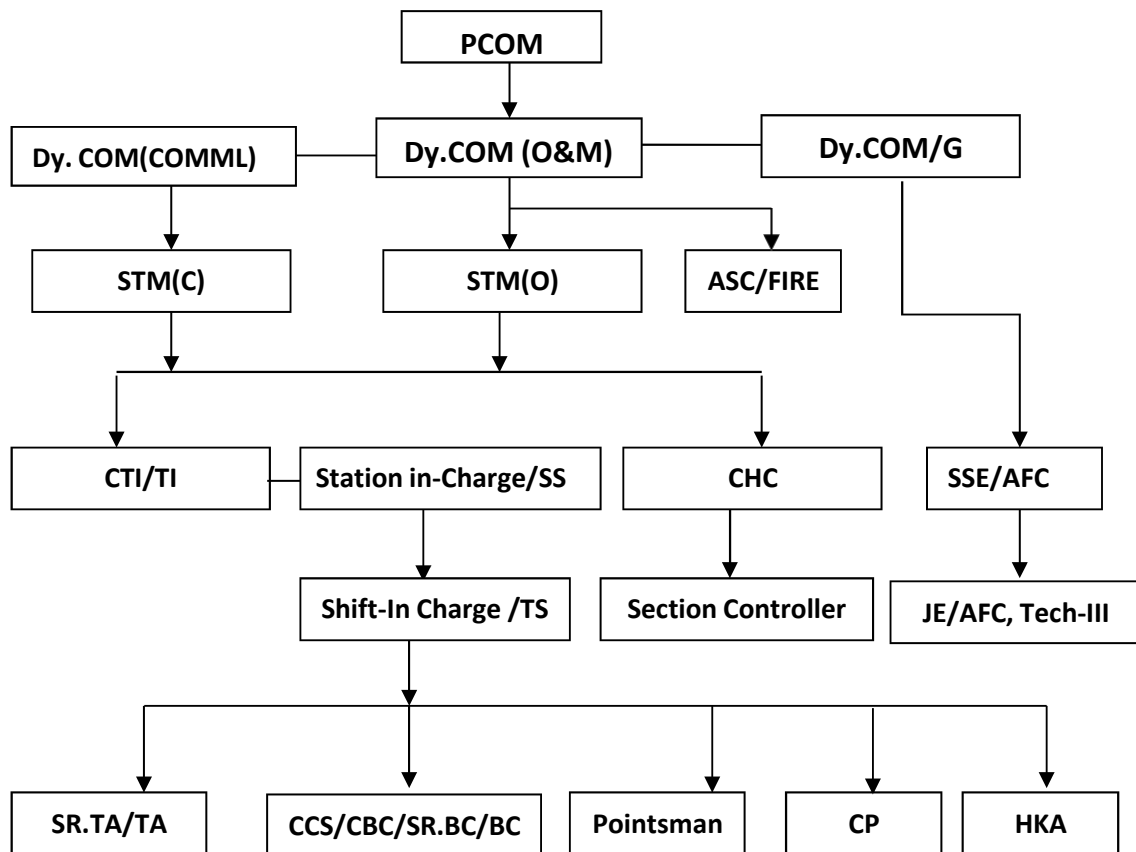 PCOM
Dy. COM(COMML)
Dy.COM (O&M)
Dy.COM/G
STM(C)
STM(O)
ASC/FIRE
CTI/TI
Station in-Charge/SS
CHC
SSE/AFC
Shift-In Charge /TS
Section Controller
JE/AFC, Tech-III
SR.TA/TA
CCS/CBC/SR.BC/BC
Pointsman
CP
HKA